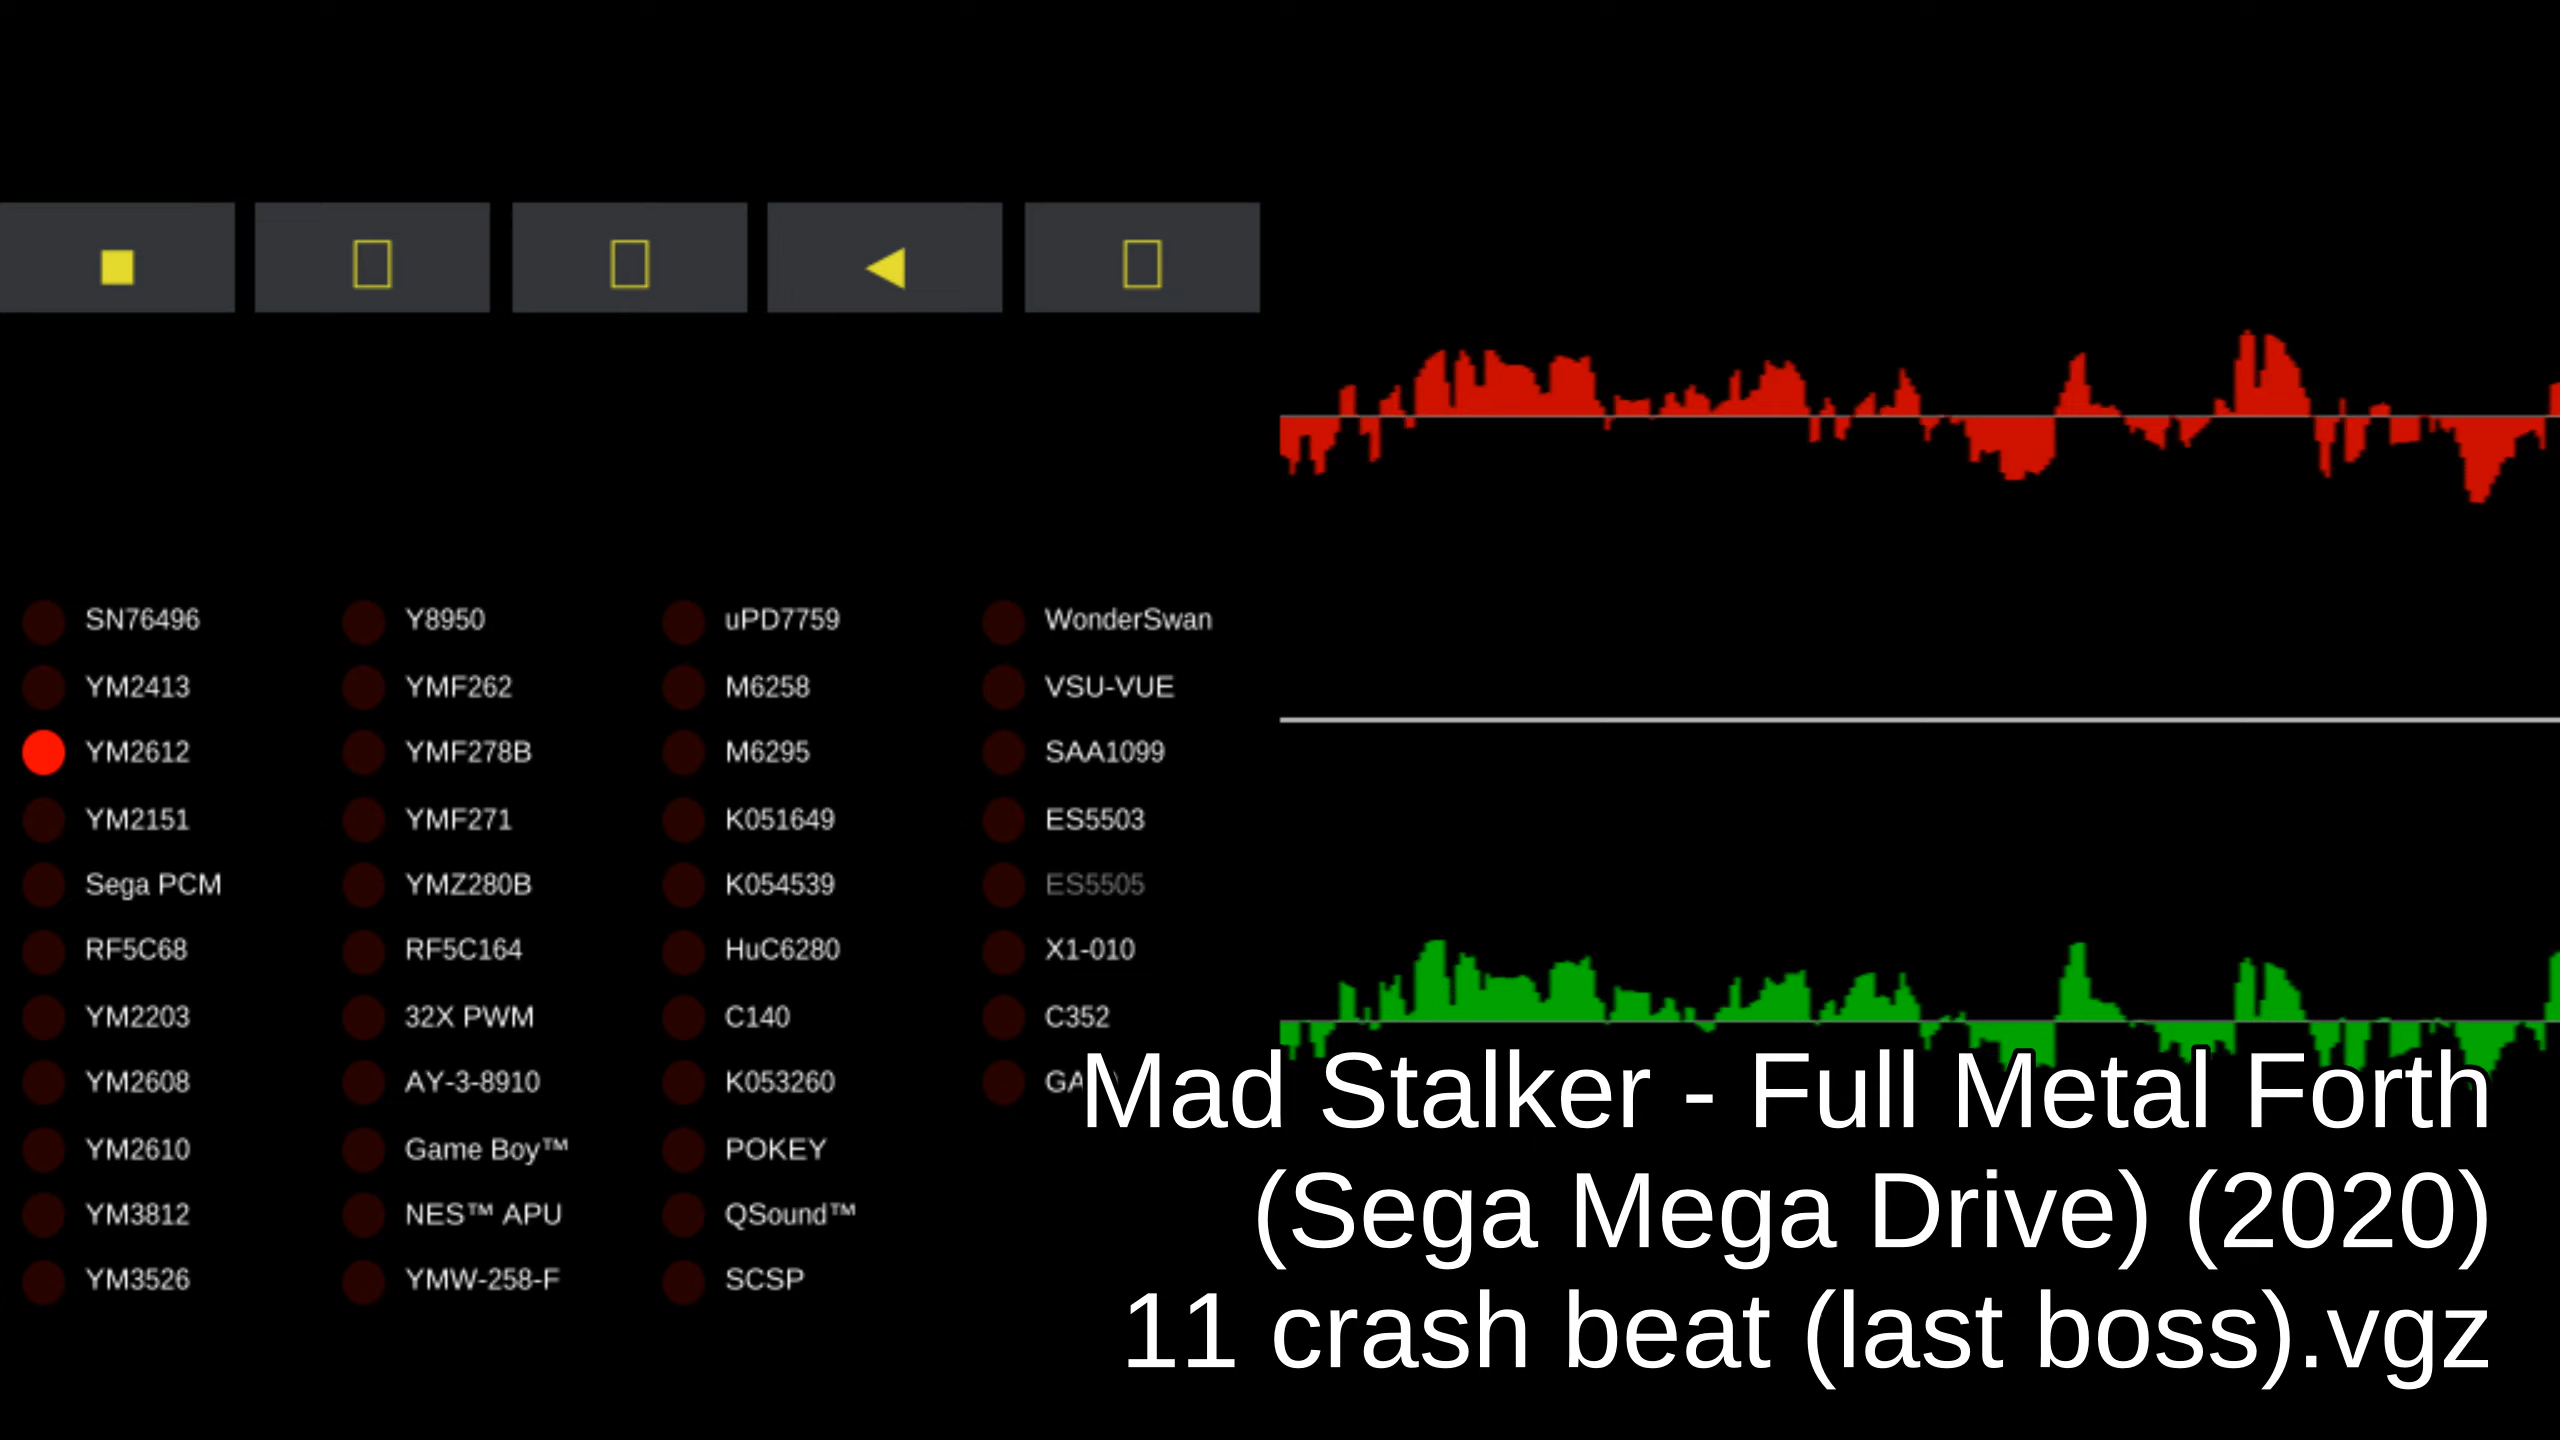 SN76496
YM2413
YM2612
YM2151
Sega PCM
RF5C68
YM2203
YM2608
YM2610
YM3812
YM3526
Y8950
YMF262
YMF278B
YMF271
YMZ280B
RF5C164
32X PWM
AY-3-8910
Game Boy™
NES™ APU
YMW-258-F
uPD7759
M6258
M6295
K051649
K054539
HuC6280
C140
K053260
POKEY
QSound™
SCSP
WonderSwan
VSU-VUE
SAA1099
ES5503
ES5505
X1-010
C352
Mad Stalker - Full Metal Forth
(Sega Mega Drive) (2020)
11 crash beat (last boss).vgz